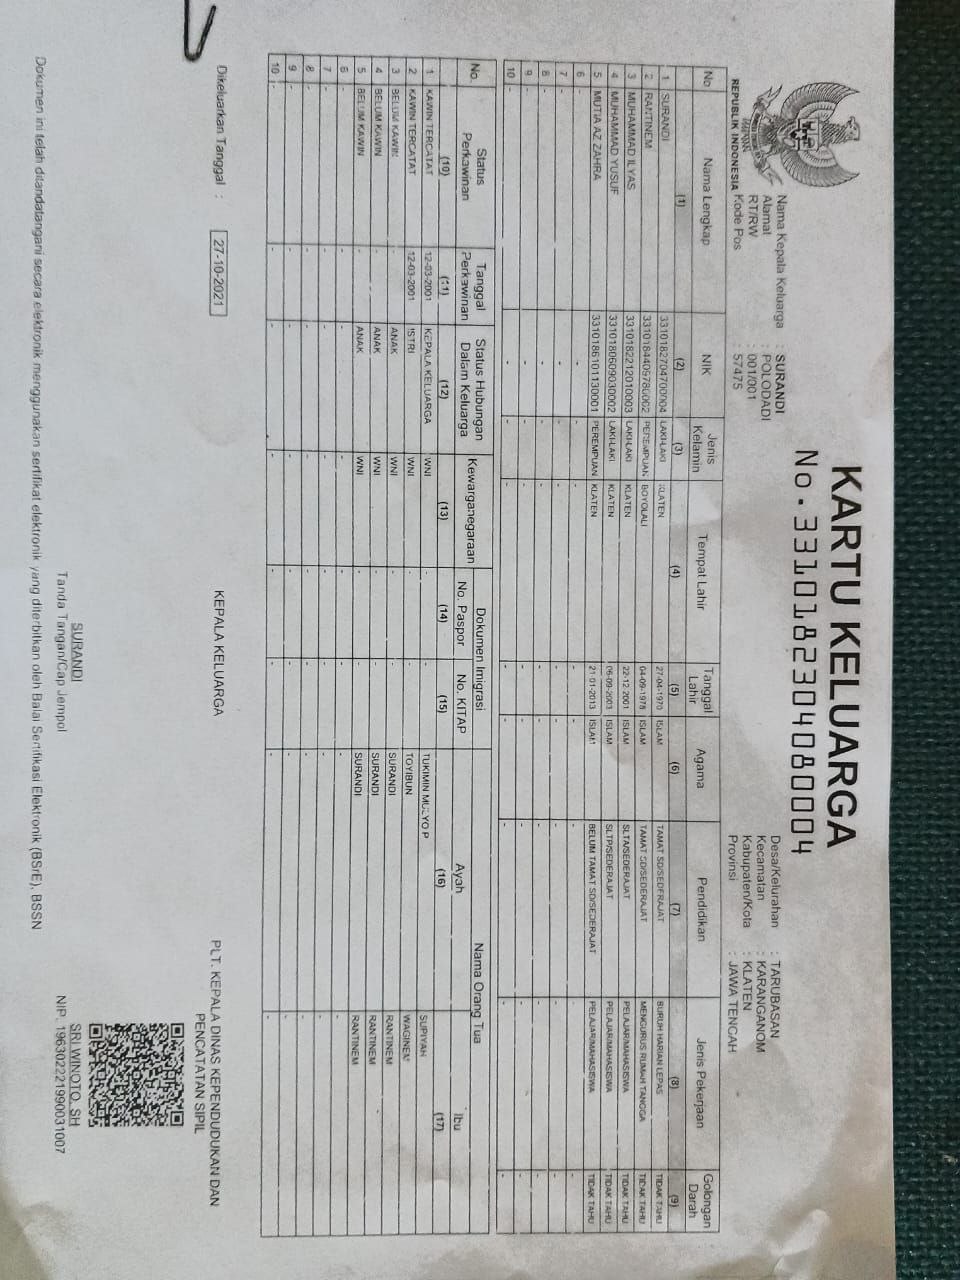 KARTU KELUARGA
No. 3310182304080004
REPUBLIK INDONESIA
Nama Kepala Keluarga : SURANDI
Alamat : POLODADI
RT/RW : 001/001
Kode Pos : 57475
Desa/Kelurahan : TARUBASAN
Kecamatan : KARANGANOM
Kabupaten/Kota : KLATEN
Provinsi : JAWA TENGAH
No Nama Lengkap NIK Jenis Kelamin Tempat Lahir Tanggal Lahir Agama Pendidikan Jenis Pekerjaan Golongan Darah
(1) (2) (3) (4) (5) (6) (7) (8) (9)
1 SURANDI 3310182704700004 LAKI-LAKI KLATEN 27-04-1970 ISLAM TAMAT SD/SEDERAJAT BURUH HARIAN LEPAS TIDAK TAHU
2 RANTINEM 3310184409780002 PEREMPUAN BOYOLALI 04-09-1978 ISLAM TAMAT SD/SEDERAJAT MENGURUS RUMAH TANGGA TIDAK TAHU
3 MUHAMMAD ILYAS 3310182212010003 LAKI-LAKI KLATEN 22-12-2001 ISLAM SLTA/SEDERAJAT PELAJAR/MAHASISWA TIDAK TAHU
4 MUHAMMAD YUSUF 3310180609030002 LAKI-LAKI KLATEN 06-09-2003 ISLAM SLTP/SEDERAJAT PELAJAR/MAHASISWA TIDAK TAHU
5 MUTIA AZ ZAHRA 3310186101130001 PEREMPUAN KLATEN 21-01-2013 ISLAM BELUM TAMAT SD/SEDERAJAT PELAJAR/MAHASISWA TIDAK TAHU
6 - - - - - - - - -
7 - - - - - - - - -
8 - - - - - - - - -
9 - - - - - - - - -
10 - - - - - - - - -
No. Status Perkawinan Tanggal Perkawinan Status Hubungan Dalam Keluarga Kewarganegaraan Dokumen Imigrasi Nama Orang Tua
No. Paspor No. KITAP Ayah Ibu
(10) (11) (12) (13) (14) (15) (16) (17)
1 KAWIN TERCATAT 12-03-2001 KEPALA KELUARGA WNI - - TUKIMIN MULYO P SUPIYAH
2 KAWIN TERCATAT 12-03-2001 ISTRI WNI - - TOYIBUN WAGINEM
3 BELUM KAWIN - ANAK WNI - - SURANDI RANTINEM
4 BELUM KAWIN - ANAK WNI - - SURANDI RANTINEM
5 BELUM KAWIN - ANAK WNI - - SURANDI RANTINEM
6 - - - - - - - -
7 - - - - - - - -
8 - - - - - - - -
9 - - - - - - - -
10 - - - - - - - -
Dikeluarkan Tanggal : 27-10-2021
KEPALA KELUARGA
SURANDI
Tanda Tangan/Cap Jempol
PLT. KEPALA DINAS KEPENDUDUKAN DAN
PENCATATAN SIPIL
SRI WINOTO, SH
NIP. 196302221990031007
Dokumen ini telah ditandatangani secara elektronik menggunakan sertifikat elektronik yang diterbitkan oleh Balai Sertifikasi Elektronik (BSrE), BSSN